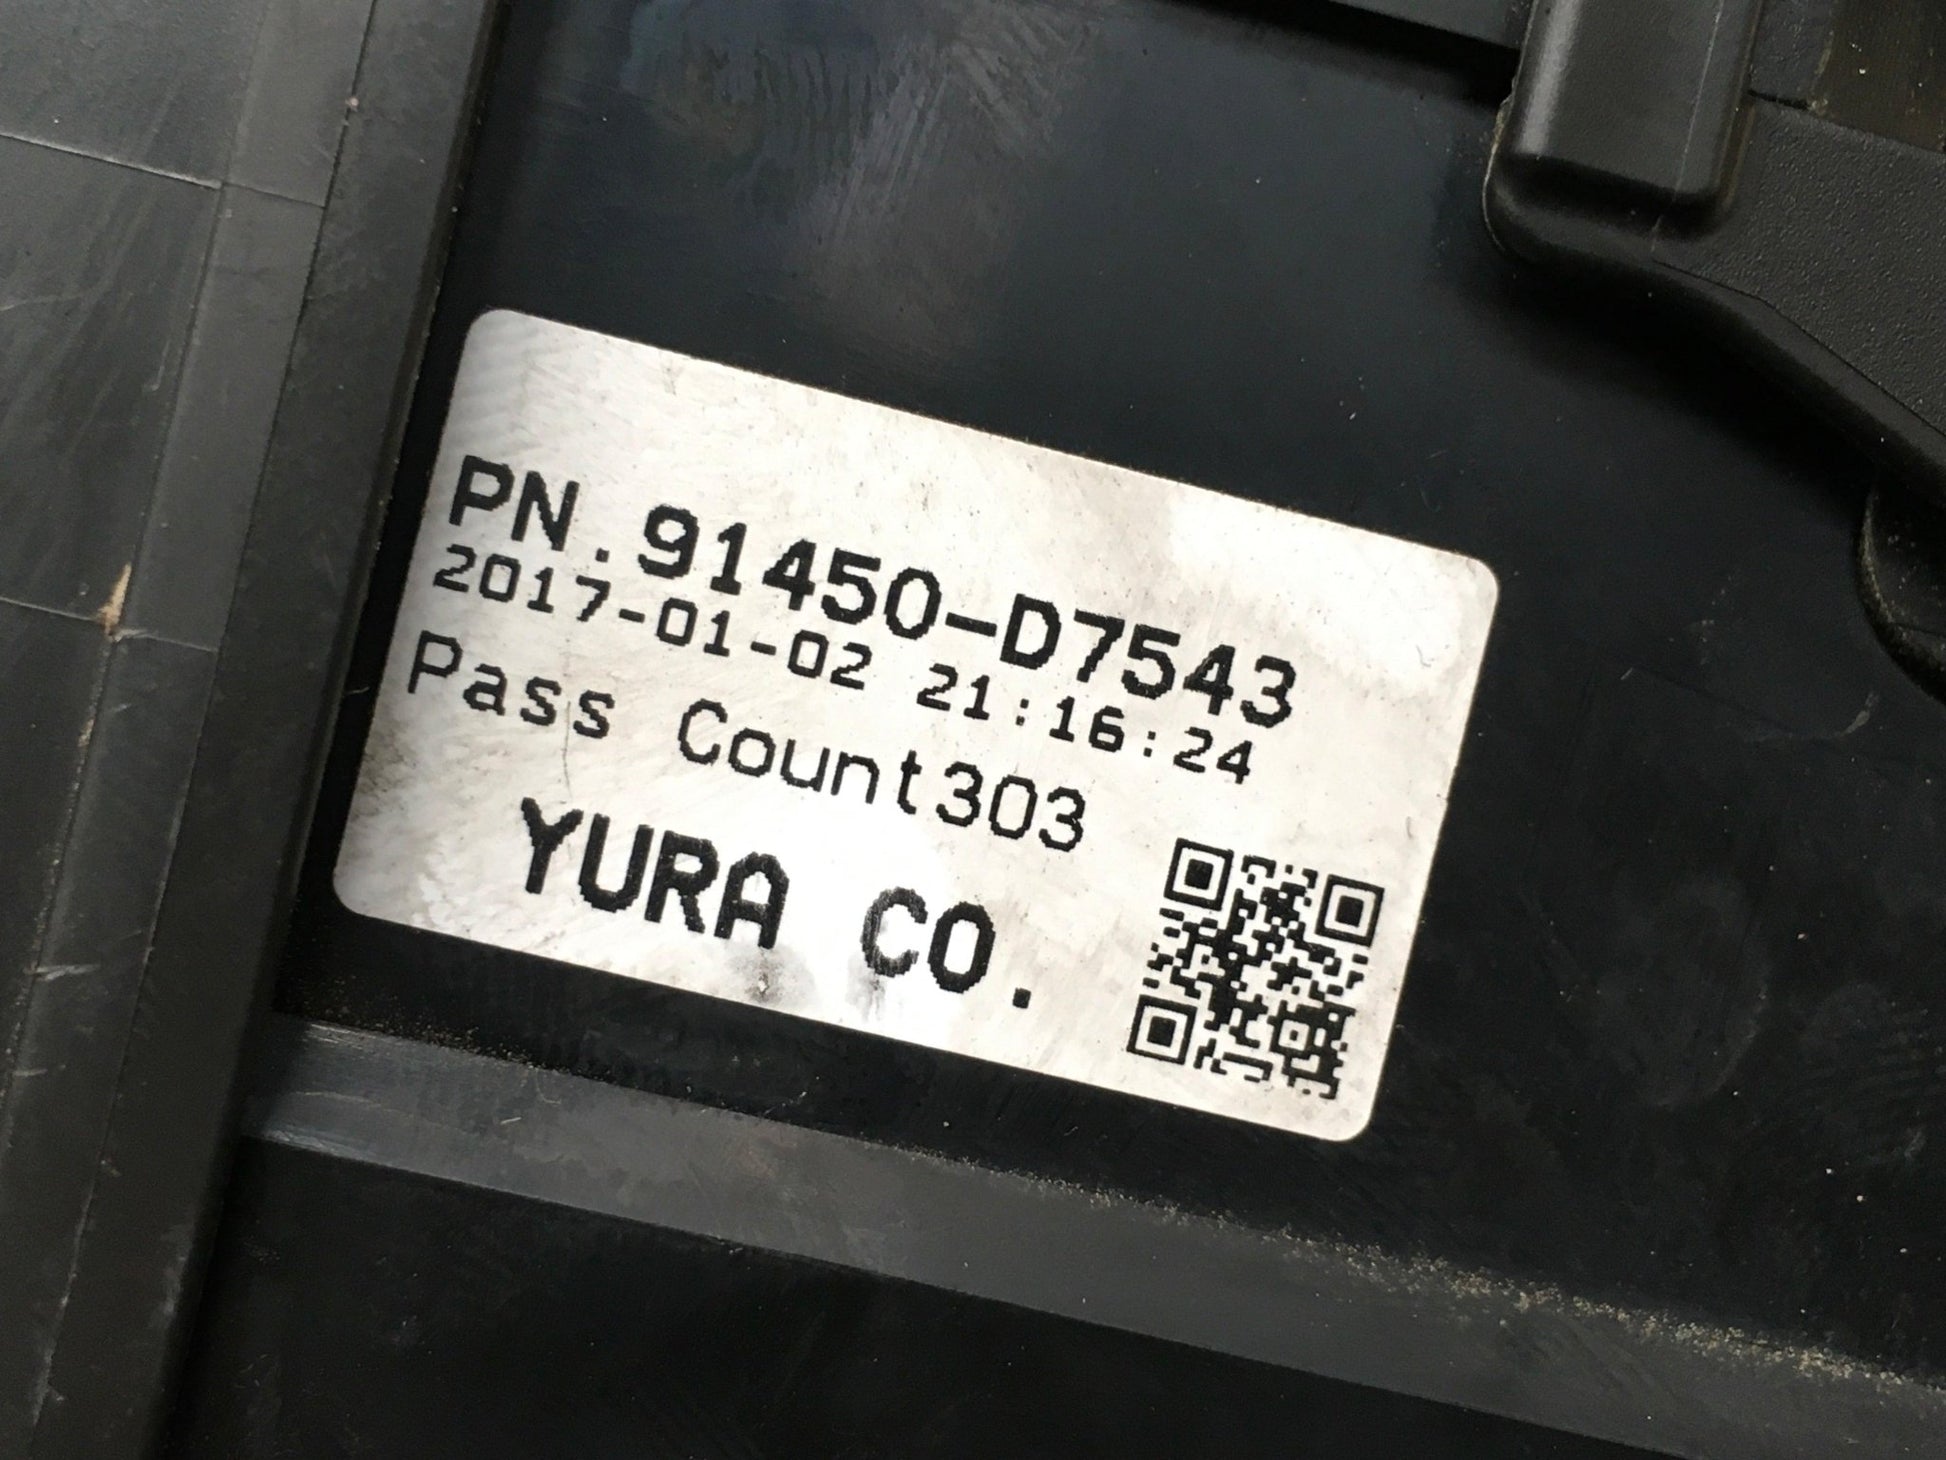 PN.91450-D7543
2017-01-02 21:16:24
Pass Count303
YURA CO.